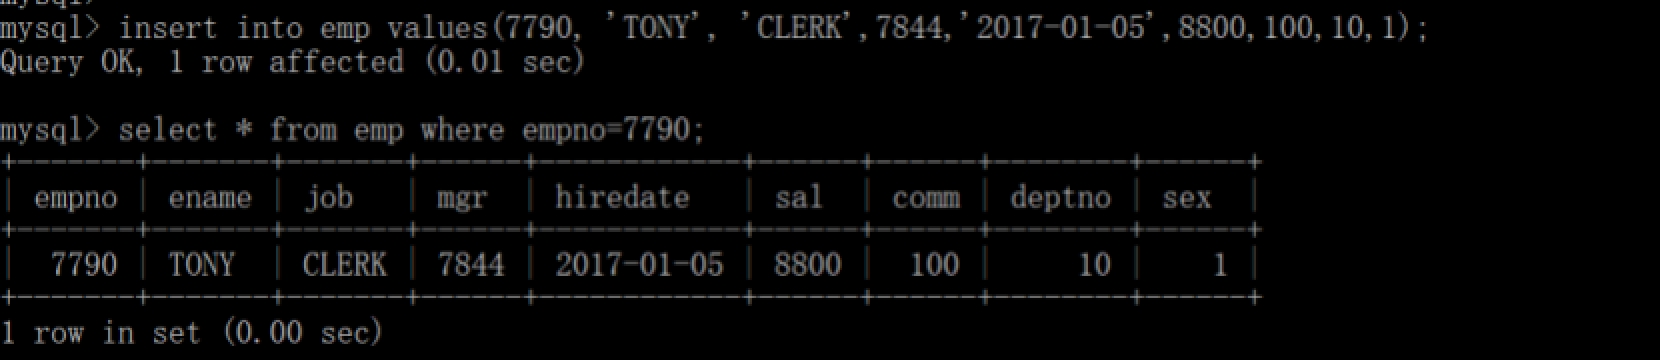 mysql>
mysql> insert into emp values(7790, 'TONY', 'CLERK',7844,'2017-01-05',8800,100,10,1);
Query OK, 1 row affected (0.01 sec)
mysql> select * from emp where empno=7790;
+-------+-------+-------+------+------------+------+------+--------+------+
| empno | ename | job   | mgr  | hiredate   | sal  | comm | deptno | sex  |
+-------+-------+-------+------+------------+------+------+--------+------+
|  7790 | TONY  | CLERK | 7844 | 2017-01-05 | 8800 |  100 |     10 |    1 |
+-------+-------+-------+------+------------+------+------+--------+------+
1 row in set (0.00 sec)